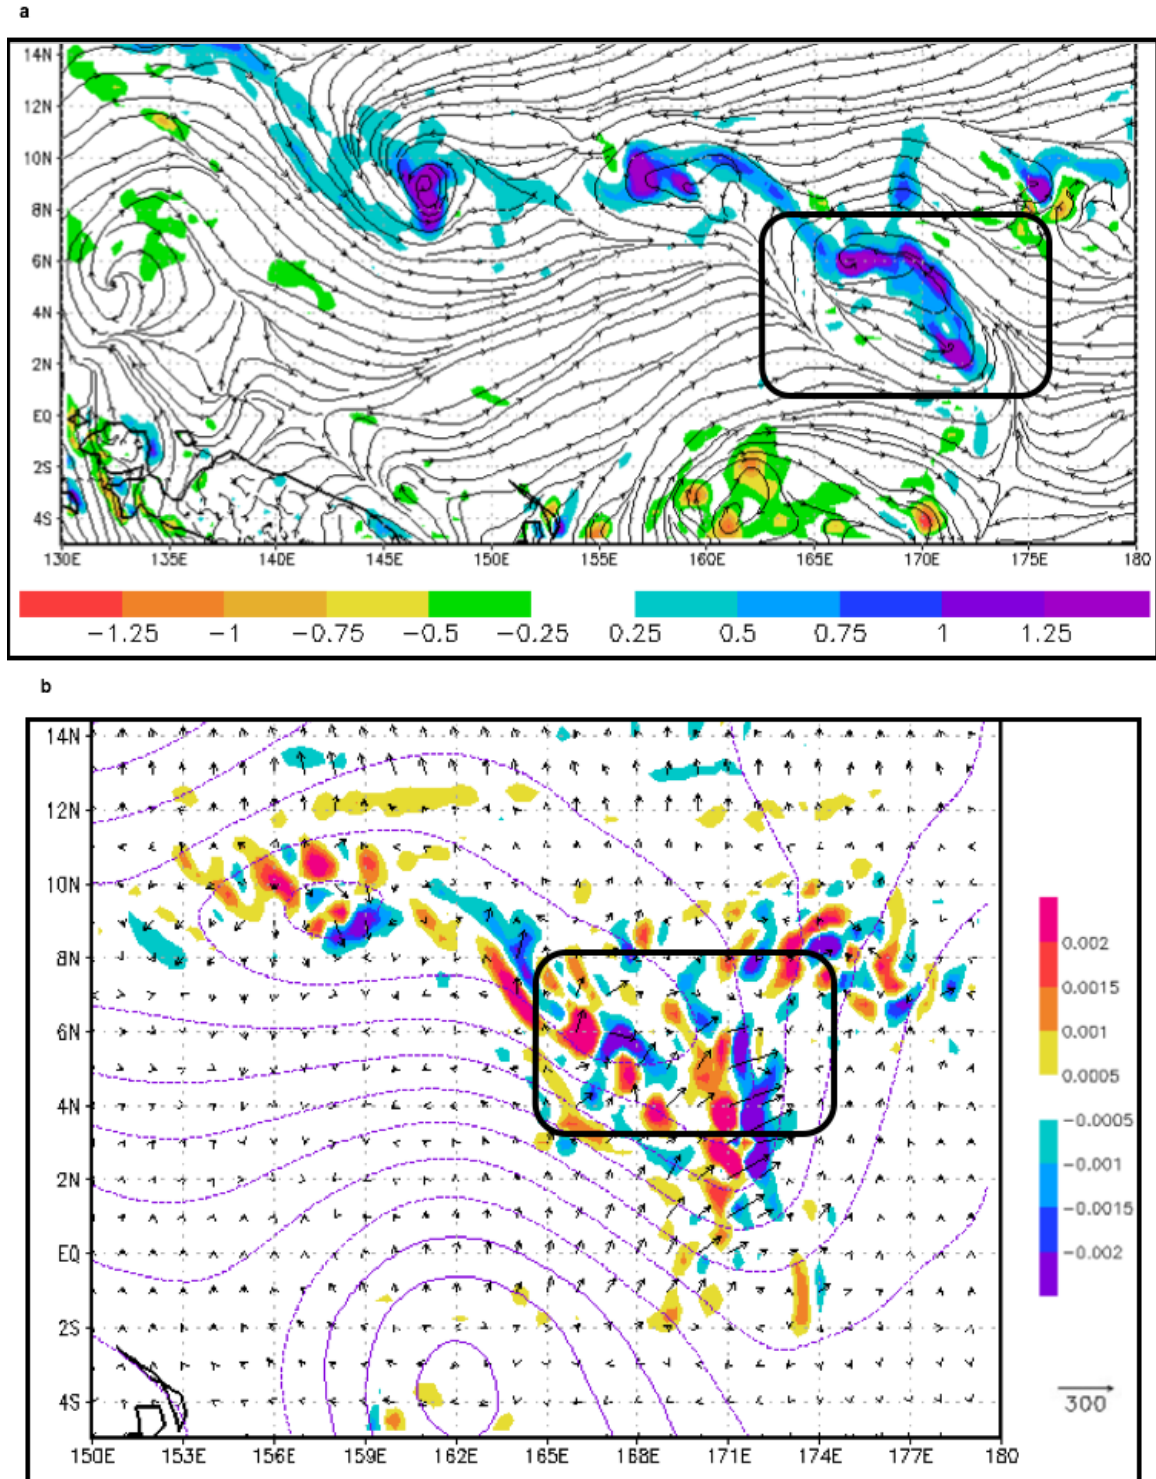 a
14N
12N
10N
8N
6N
4N
2N
EQ
2S
4S
130E 135E 140E 145E 150E 155E 160E 165E 170E 175E 180
−1.25 −1 −0.75 −0.5 −0.25 0.25 0.5 0.75 1 1.25
b
14N
12N
10N
8N
6N
4N
2N
EQ
2S
4S
150E 153E 156E 159E 162E 165E 168E 171E 174E 177E 180
0.002
0.0015
0.001
0.0005
−0.0005
−0.001
−0.0015
−0.002
300